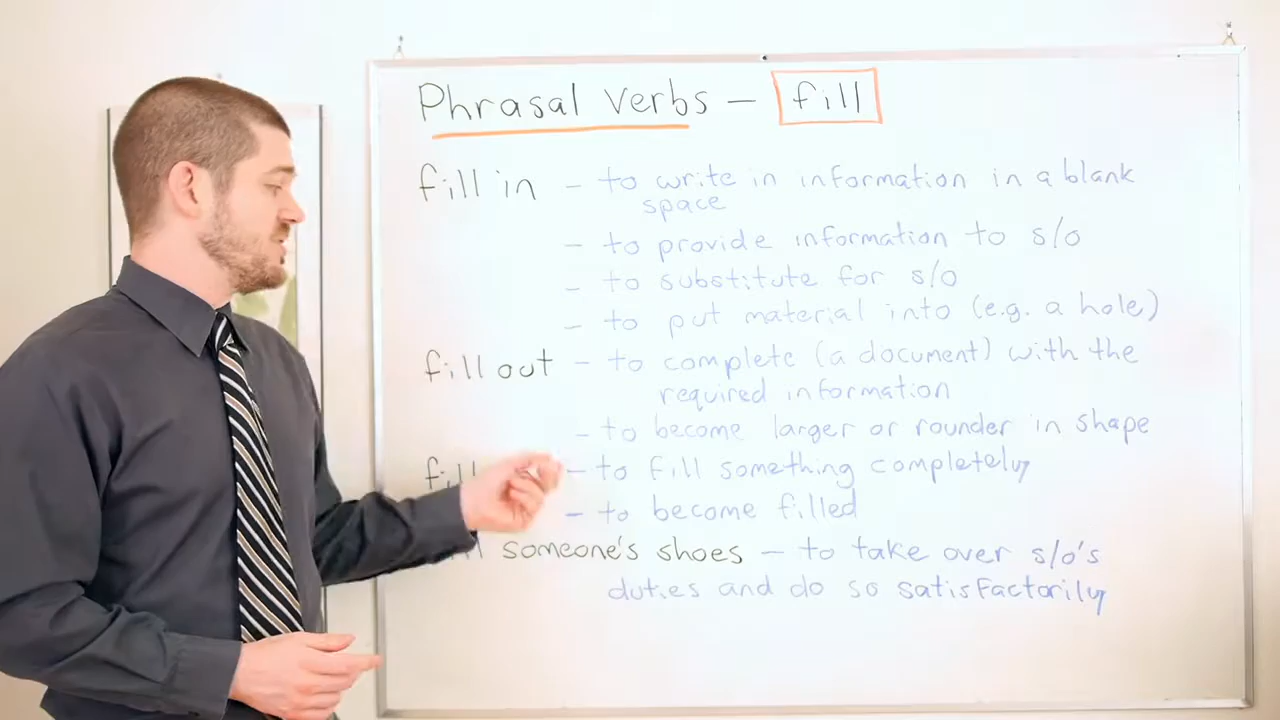 Phrasal verbs – fill
fill in – to write in information in a blank
space
– to provide information to s/o
– to substitute for s/o
– to put material into (e.g. a hole)
fill out – to complete (a document) with the
required information
– to become larger or rounder in shape
fill – to fill something completely
– to become filled
someone's shoes – to take over s/o's
duties and do so satisfactorily